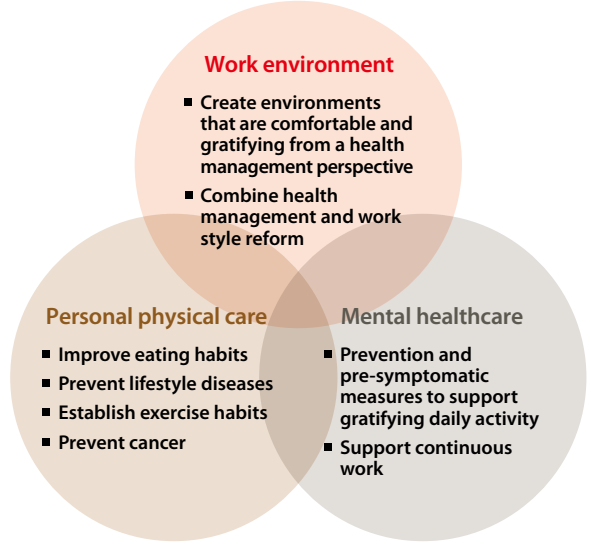 Work environment
▪ Create environments
that are comfortable and
gratifying from a health
management perspective
▪ Combine health
management and work
style reform
Personal physical care
▪ Improve eating habits
▪ Prevent lifestyle diseases
▪ Establish exercise habits
▪ Prevent cancer
Mental healthcare
▪ Prevention and
pre-symptomatic
measures to support
gratifying daily activity
▪ Support continuous
work